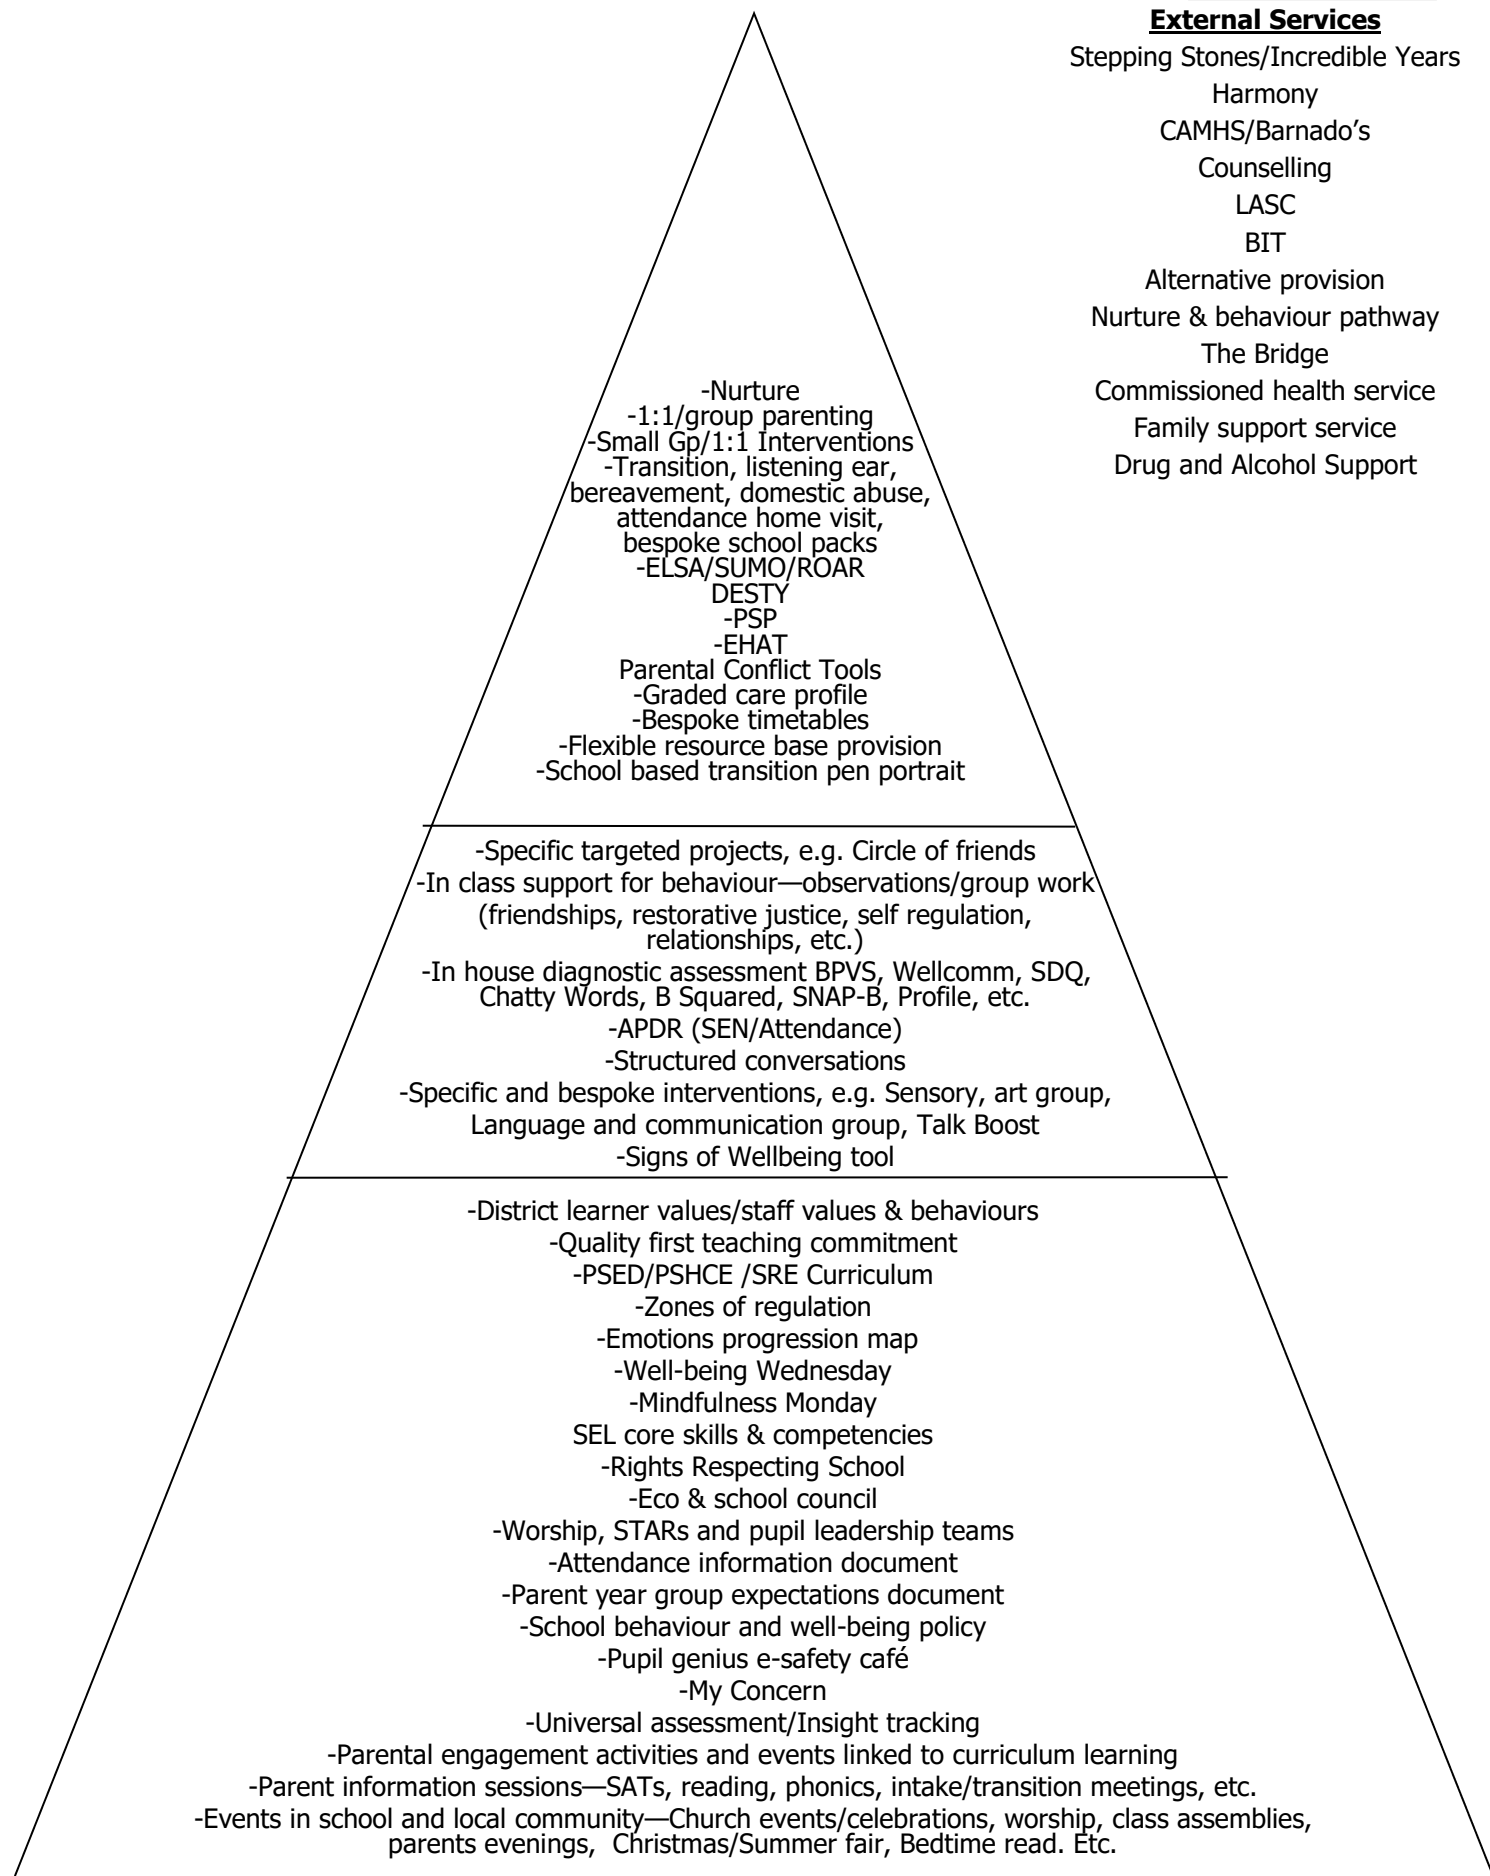 External Services
Stepping Stones/Incredible Years
Harmony
CAMHS/Barnado's
Counselling
LASC
BIT
Alternative provision
Nurture & behaviour pathway
The Bridge
Commissioned health service
Family support service
Drug and Alcohol Support
-Nurture
-1:1/group parenting
-Small Gp/1:1 Interventions
-Transition, listening ear,
bereavement, domestic abuse,
attendance home visit,
bespoke school packs
-ELSA/SUMO/ROAR
DESTY
-PSP
-EHAT
Parental Conflict Tools
-Graded care profile
-Bespoke timetables
-Flexible resource base provision
-School based transition pen portrait
-Specific targeted projects, e.g. Circle of friends
-In class support for behaviour—observations/group work
(friendships, restorative justice, self regulation,
relationships, etc.)
-In house diagnostic assessment BPVS, Wellcomm, SDQ,
Chatty Words, B Squared, SNAP-B, Profile, etc.
-APDR (SEN/Attendance)
-Structured conversations
-Specific and bespoke interventions, e.g. Sensory, art group,
Language and communication group, Talk Boost
-Signs of Wellbeing tool
-District learner values/staff values & behaviours
-Quality first teaching commitment
-PSED/PSHCE /SRE Curriculum
-Zones of regulation
-Emotions progression map
-Well-being Wednesday
-Mindfulness Monday
SEL core skills & competencies
-Rights Respecting School
-Eco & school council
-Worship, STARs and pupil leadership teams
-Attendance information document
-Parent year group expectations document
-School behaviour and well-being policy
-Pupil genius e-safety café
-My Concern
-Universal assessment/Insight tracking
-Parental engagement activities and events linked to curriculum learning
-Parent information sessions—SATs, reading, phonics, intake/transition meetings, etc.
-Events in school and local community—Church events/celebrations, worship, class assemblies,
parents evenings,  Christmas/Summer fair, Bedtime read. Etc.